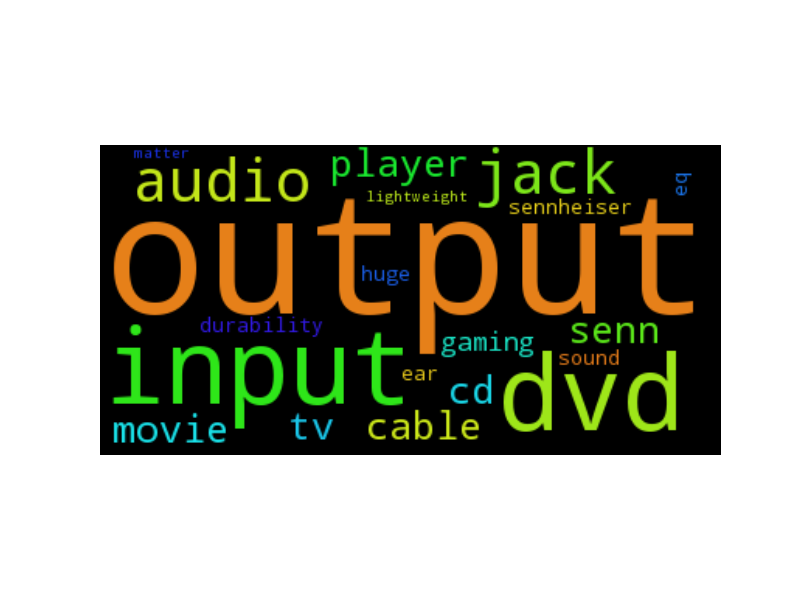 matter
audio
player
jack
eq
lightweight
sennheiser
output
huge
durability
input
gaming
senn
sound
ear
cd
dvd
movie
tv
cable